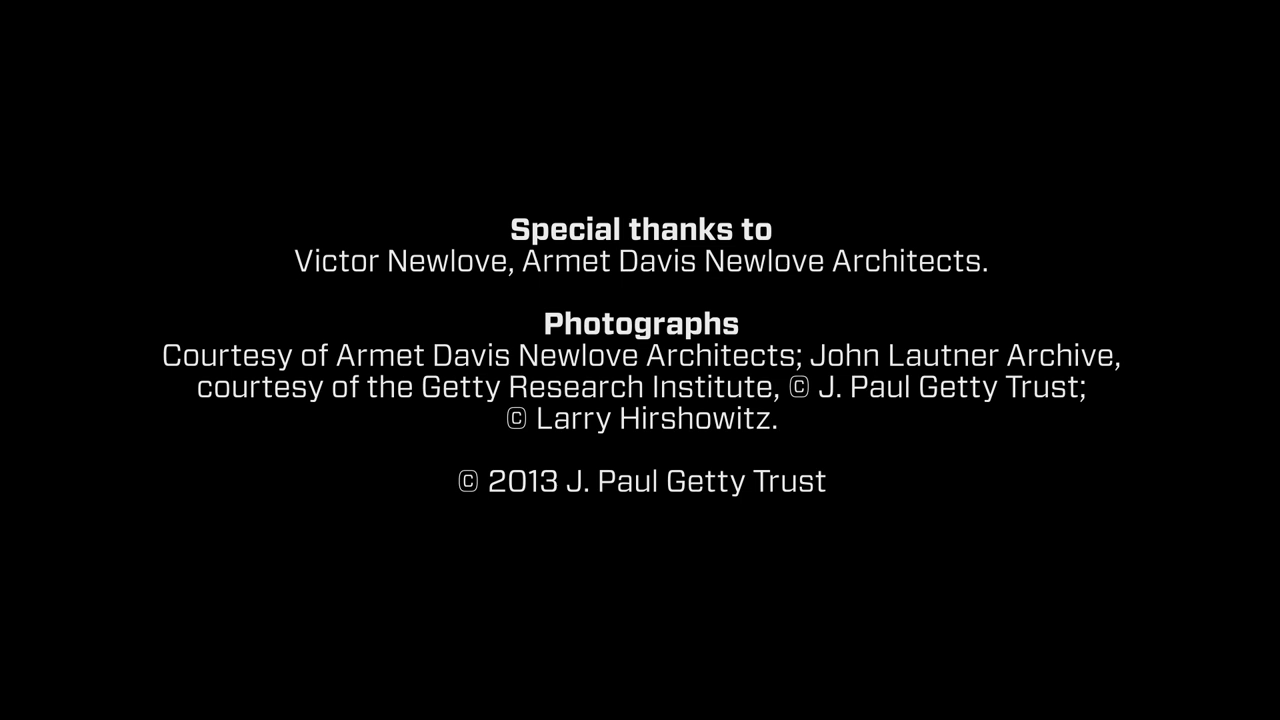 Special thanks to
Victor Newlove, Armet Davis Newlove Architects.
Photographs
Courtesy of Armet Davis Newlove Architects; John Lautner Archive,
courtesy of the Getty Research Institute, © J. Paul Getty Trust;
© Larry Hirshowitz.
© 2013 J. Paul Getty Trust